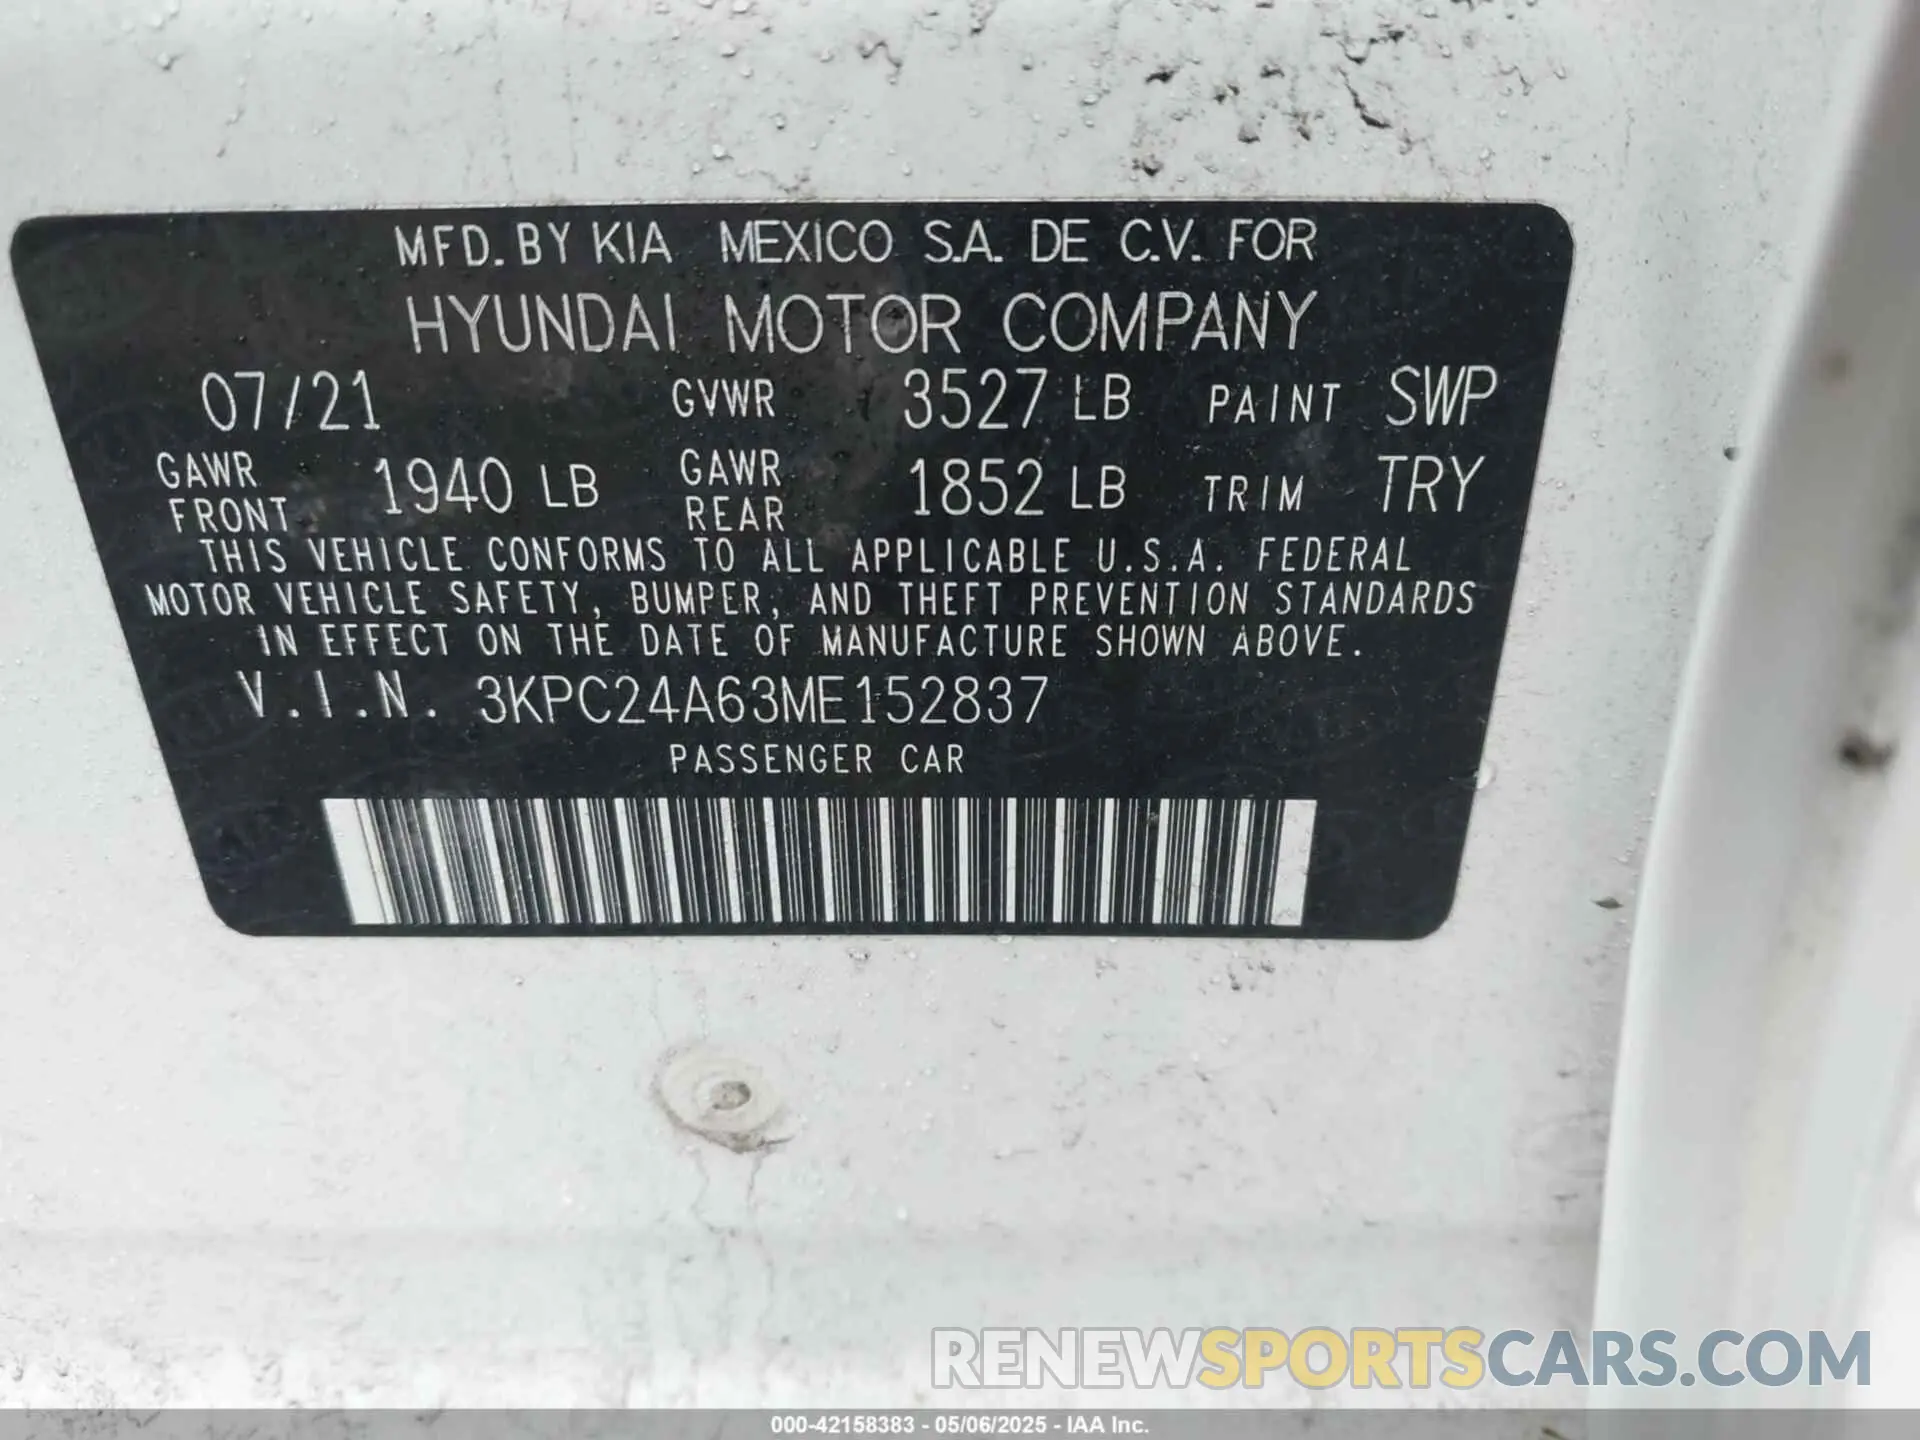 MFD. BY KIA MEXICO S.A. DE C.V. FOR
HYUNDAI MOTOR COMPANY
07/21 GVWR 3527 LB PAINT SWP
GAWR FRONT 1940 LB GAWR REAR 1852 LB TRIM TRY
THIS VEHICLE CONFORMS TO ALL APPLICABLE U.S.A. FEDERAL
MOTOR VEHICLE SAFETY, BUMPER, AND THEFT PREVENTION STANDARDS
IN EFFECT ON THE DATE OF MANUFACTURE SHOWN ABOVE.
V.I.N. 3KPC24A63ME152837
PASSENGER CAR
RENEWSPORTSCARS.COM
000-42158383 - 05/06/2025 - IAA Inc.